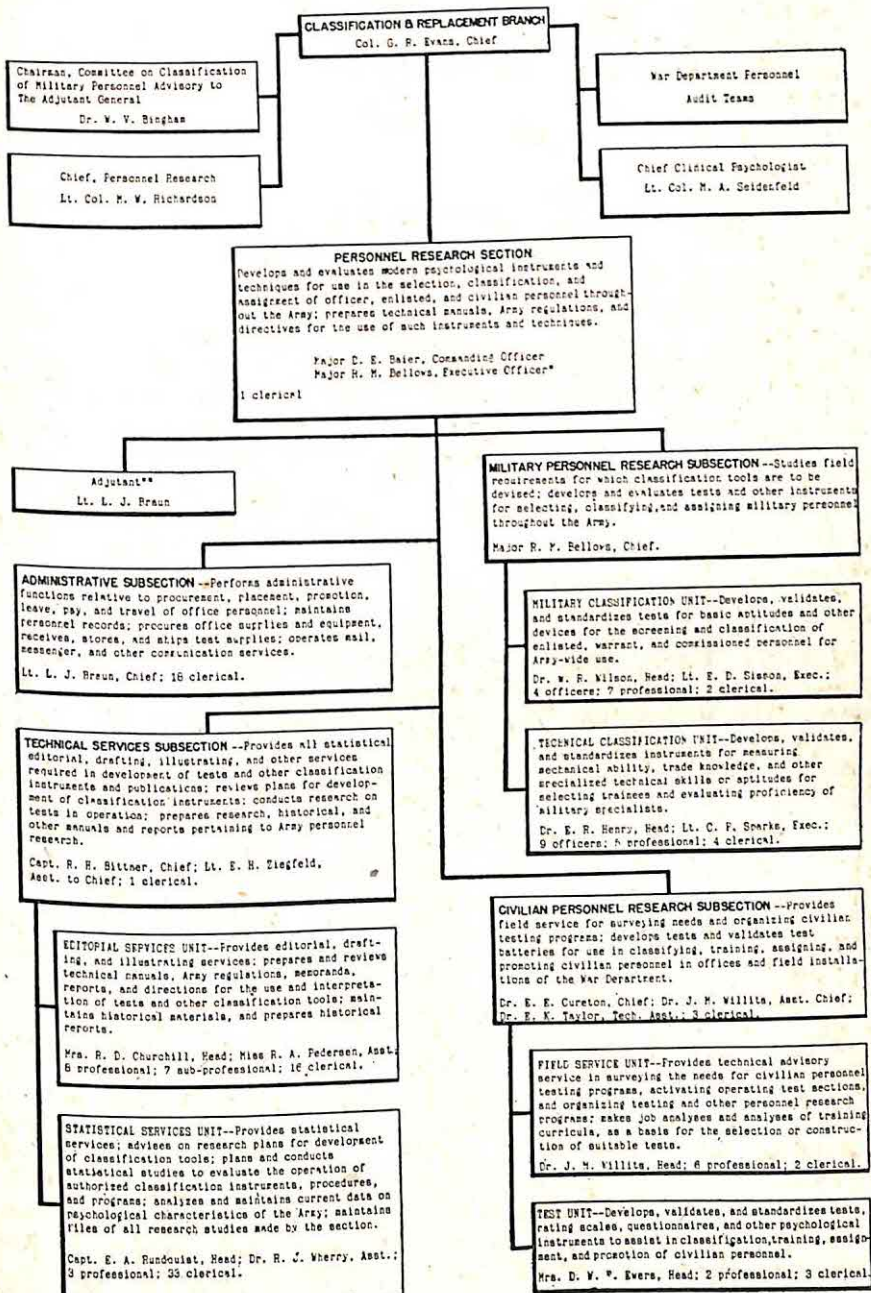 CLASSIFICATION & REPLACEMENT BRANCH
Col. G. R. Evans, Chief
Chairman, Committee on Classification
of Military Personnel Advisory to
The Adjutant General
Dr. W. V. Bingham
War Department Personnel
Audit Teams
Chief, Personnel Research
Lt. Col. M. W. Richardson
Chief Clinical Psychologist
Lt. Col. M. A. Seidenfeld
PERSONNEL RESEARCH SECTION
Develops and evaluates modern psychological instruments and
techniques for use in the selection, classification, and
assignment of officer, enlisted, and civilian personnel through-
out the Army; prepares technical manuals, Army regulations, and
directives for the use of such instruments and techniques.
Major D. E. Baier, Commanding Officer
Major R. M. Bellows, Executive Officer*
1 clerical
Adjutant**
Lt. L. J. Braun
MILITARY PERSONNEL RESEARCH SUBSECTION --Studies field
requirements for which classification tools are to be
devised; develops and evaluates tests and other instruments
for selecting, classifying, and assigning military personnel
throughout the Army.
Major R. M. Bellows, Chief.
ADMINISTRATIVE SUBSECTION --Performs administrative
functions relative to procurement, placement, promotion,
leave, pay, and travel of office personnel; maintains
personnel records; procures office supplies and equipment,
receives, stores, and ships test supplies; operates mail,
messenger, and other communication services.
Lt. L. J. Braun, Chief; 16 clerical.
MILITARY CLASSIFICATION UNIT--Develops, validates,
and standardizes tests for basic aptitudes and other
devices for the screening and classification of
enlisted, warrant, and commissioned personnel for
Army-wide use.
Dr. W. R. Wilson, Head; Lt. E. D. Sisson, Exec.;
4 officers; 7 professional; 2 clerical.
TECHNICAL SERVICES SUBSECTION --Provides all statistical
editorial, drafting, illustrating, and other services
required in development of tests and other classification
instruments and publications; reviews plans for develop-
ment of classification instruments; conducts research on
tests in operation; prepares research, historical, and
other manuals and reports pertaining to Army personnel
research.
Capt. R. H. Bittner, Chief; Lt. E. H. Ziegfeld,
Asst. to Chief; 1 clerical.
TECHNICAL CLASSIFICATION UNIT--Develops, validates,
and standardizes instruments for measuring
mechanical ability, trade knowledge, and other
specialized technical skills or aptitudes for
selecting trainees and evaluating proficiency of
military specialists.
Dr. E. R. Henry, Head; Lt. C. P. Sparks, Exec.;
9 officers; 5 professional; 4 clerical.
EDITORIAL SERVICES UNIT--Provides editorial, draft-
ing, and illustrating services; prepares and reviews
technical manuals, Army regulations, memoranda,
reports, and directions for the use and interpreta-
tion of tests and other classification tools; main-
tains historical materials, and prepares historical
reports.
Mrs. R. D. Churchill, Head; Miss R. A. Pedersen, Asst;
8 professional; 7 sub-professional; 16 clerical.
CIVILIAN PERSONNEL RESEARCH SUBSECTION --Provides
field service for surveying needs and organizing civilian
testing programs; develops tests and validates test
batteries for use in classifying, training, assigning, and
promoting civilian personnel in offices and field installa-
tions of the War Department.
Dr. E. E. Cureton, Chief; Dr. J. M. Willits, Asst. Chief;
Dr. E. K. Taylor, Tech. Asst.; 3 clerical.
STATISTICAL SERVICES UNIT--Provides statistical
services; advises on research plans for development
of classification tools; plans and conducts
statistical studies to evaluate the operation of
authorized classification instruments, procedures,
and programs; analyzes and maintains current data on
psychological characteristics of the Army; maintains
files of all research studies made by the section.
Capt. E. A. Rundquist, Head; Dr. R. J. Wherry, Asst.;
3 professional; 33 clerical.
FIELD SERVICE UNIT--Provides technical advisory
service in surveying the needs for civilian personnel
testing programs, activating operating test sections,
and organizing testing and other personnel research
programs; makes job analyses and analyses of training
curricula, as a basis for the selection or construc-
tion of suitable tests.
Dr. J. M. Willits, Head; 6 professional; 2 clerical.
TEST UNIT--Develops, validates, and standardizes tests,
rating scales, questionnaires, and other psychological
instruments to assist in classification, training, assign-
ment, and promotion of civilian personnel.
Mrs. D. W. Ewers, Head; 2 professional; 3 clerical.